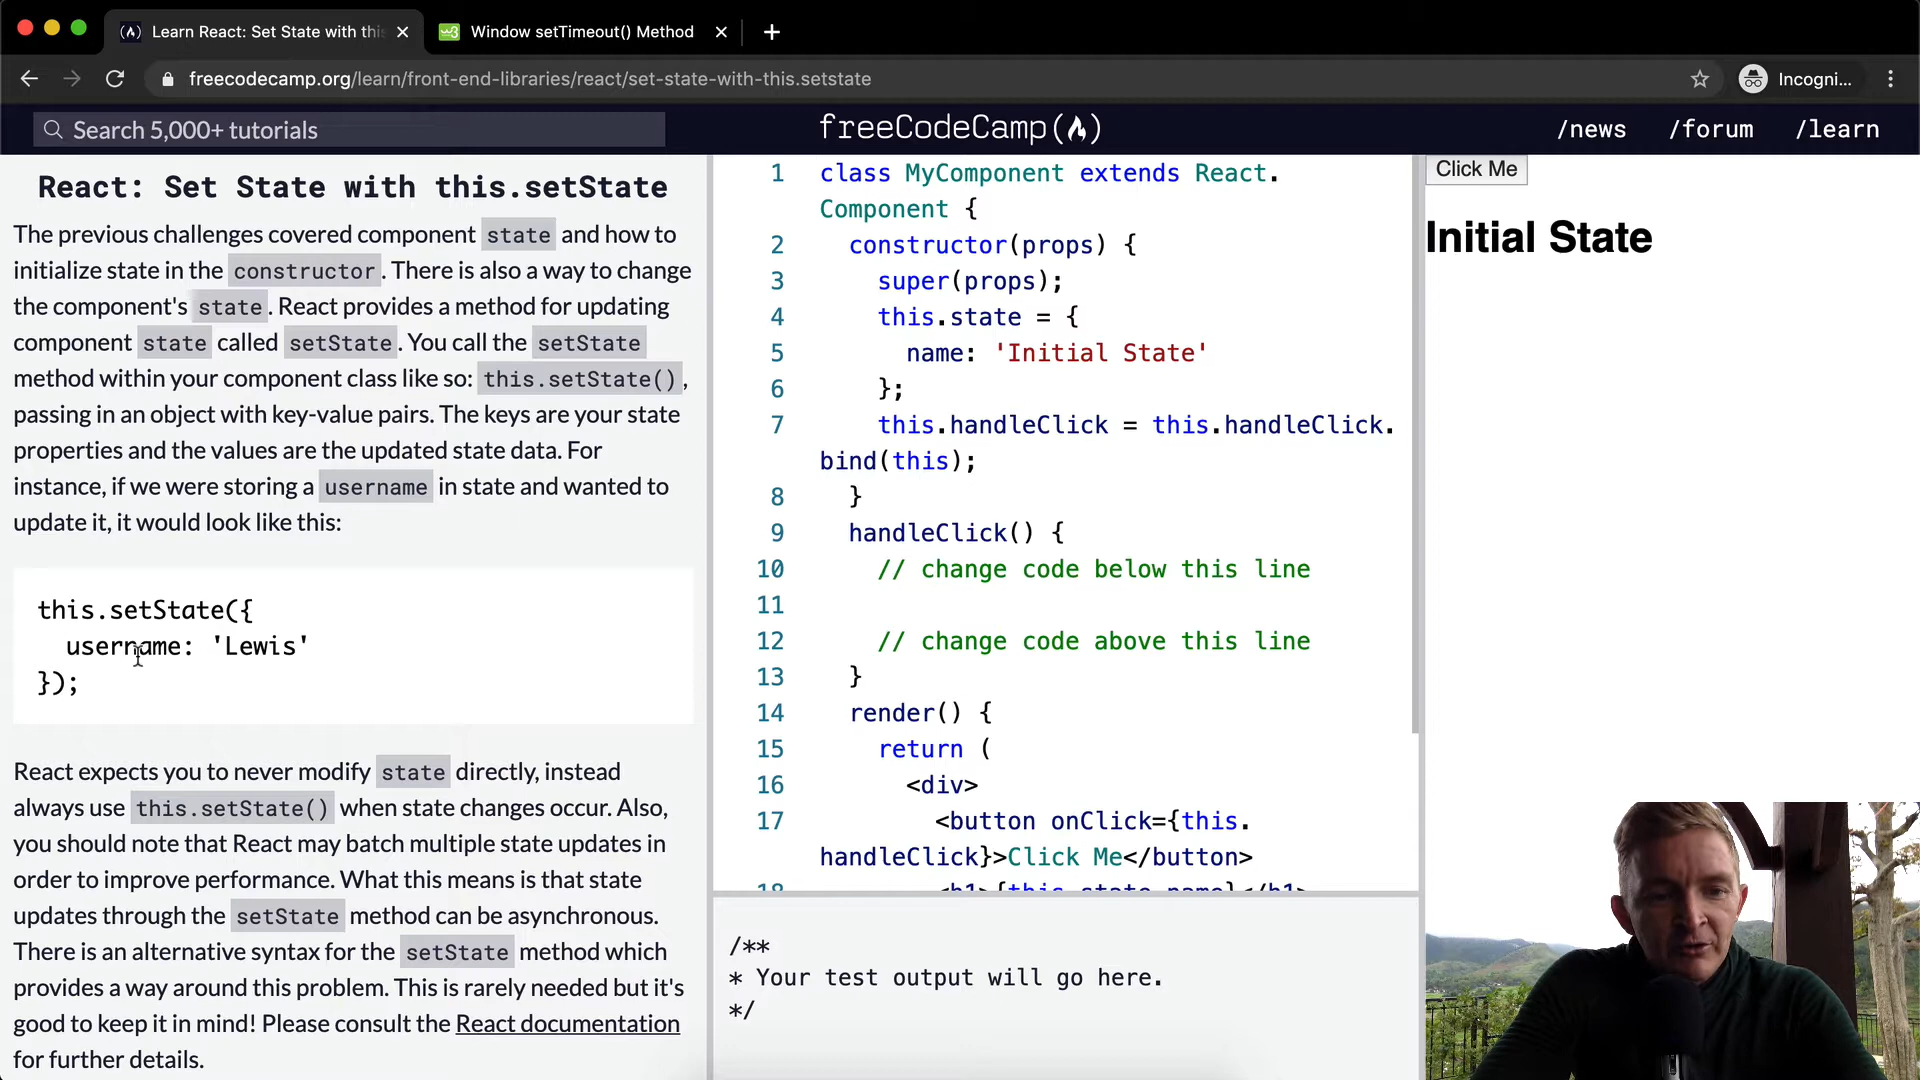 Learn React: Set State with this
Window setTimeout() Method
freecodecamp.org/learn/front-end-libraries/react/set-state-with-this.setstate
Incogni...
Search 5,000+ tutorials
freeCodeCamp
/news
/forum
/learn
React: Set State with this.setState
The previous challenges covered component state and how to
initialize state in the constructor. There is also a way to change
the component's state. React provides a method for updating
component state called setState. You call the setState
method within your component class like so: this.setState(),
passing in an object with key-value pairs. The keys are your state
properties and the values are the updated state data. For
instance, if we were storing a username in state and wanted to
update it, it would look like this:
this.setState({
username: 'Lewis'
});
React expects you to never modify state directly, instead
always use this.setState() when state changes occur. Also,
you should note that React may batch multiple state updates in
order to improve performance. What this means is that state
updates through the setState method can be asynchronous.
There is an alternative syntax for the setState method which
provides a way around this problem. This is rarely needed but it's
good to keep it in mind! Please consult the React documentation
for further details.
1 class MyComponent extends React.
Component {
2 constructor(props) {
3 super(props);
4 this.state = {
5 name: 'Initial State'
6 };
7 this.handleClick = this.handleClick.
bind(this);
8 }
9 handleClick() {
10 // change code below this line
11
12 // change code above this line
13 }
14 render() {
15 return (
16 <div>
17 <button onClick={this.
handleClick}>Click Me</button>
18 <h1>{this.state.name}</h1>
/**
* Your test output will go here.
*/
Click Me
Initial State